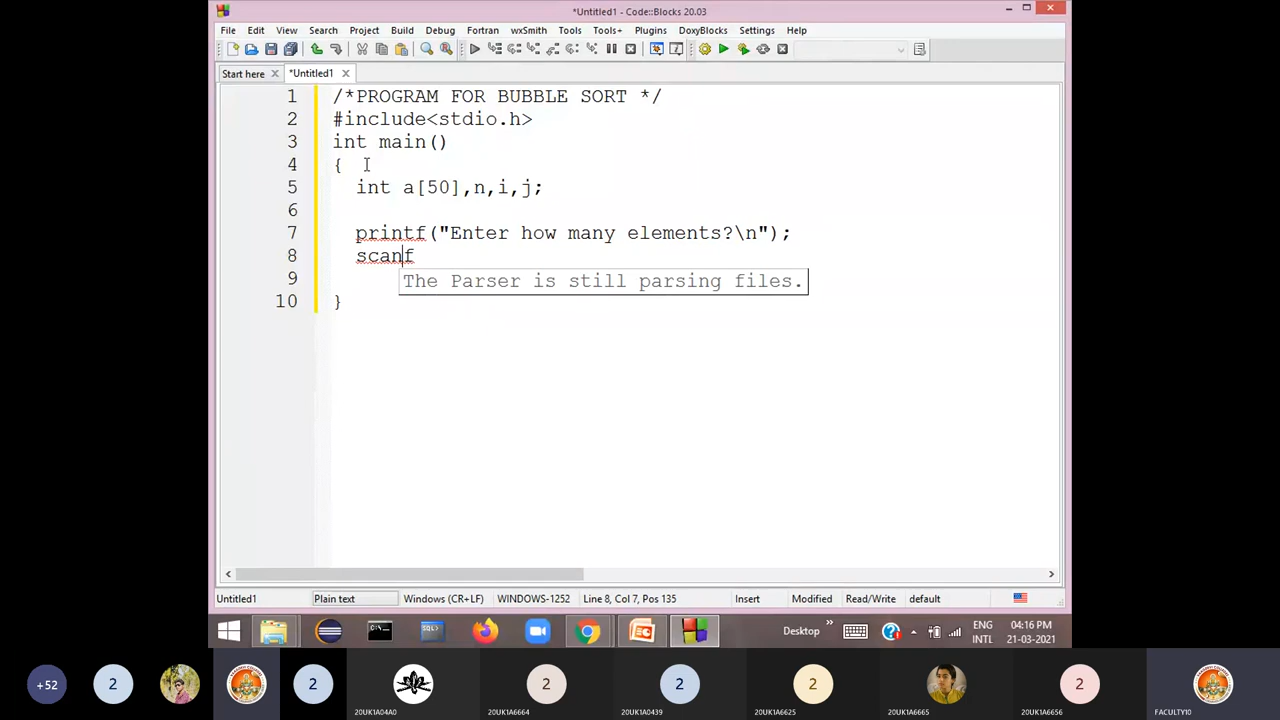 *Untitled1 - Code::Blocks 20.03
File Edit View Search Project Build Debug Fortran wxSmith Tools Tools+ Plugins DoxyBlocks Settings Help
Start here *Untitled1
1 /*PROGRAM FOR BUBBLE SORT */
2 #include<stdio.h>
3 int main()
4 {
5 int a[50],n,i,j;
6
7 printf("Enter how many elements?\n");
8 scanf
9 The Parser is still parsing files.
10 }
Untitled1 Plain text Windows (CR+LF) WINDOWS-1252 Line 8, Col 7, Pos 135 Insert Modified Read/Write default
Desktop » ENG 04:16 PM
INTL 21-03-2021
+52 2 2 2 2 2 2
20UK1A04A0 20UK1A6664 20UK1A0439 20UK1A6625 20UK1A6665 20UK1A6656 FACULTY10